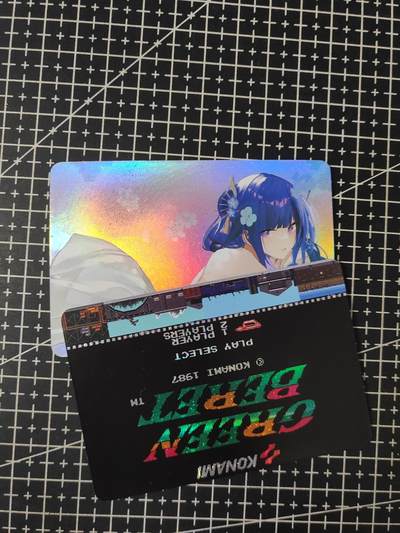 KONAMI
GREEN
BERET ™
© KONAMI 1987
PLAY SELECT
1 PLAYER
2 PLAYERS